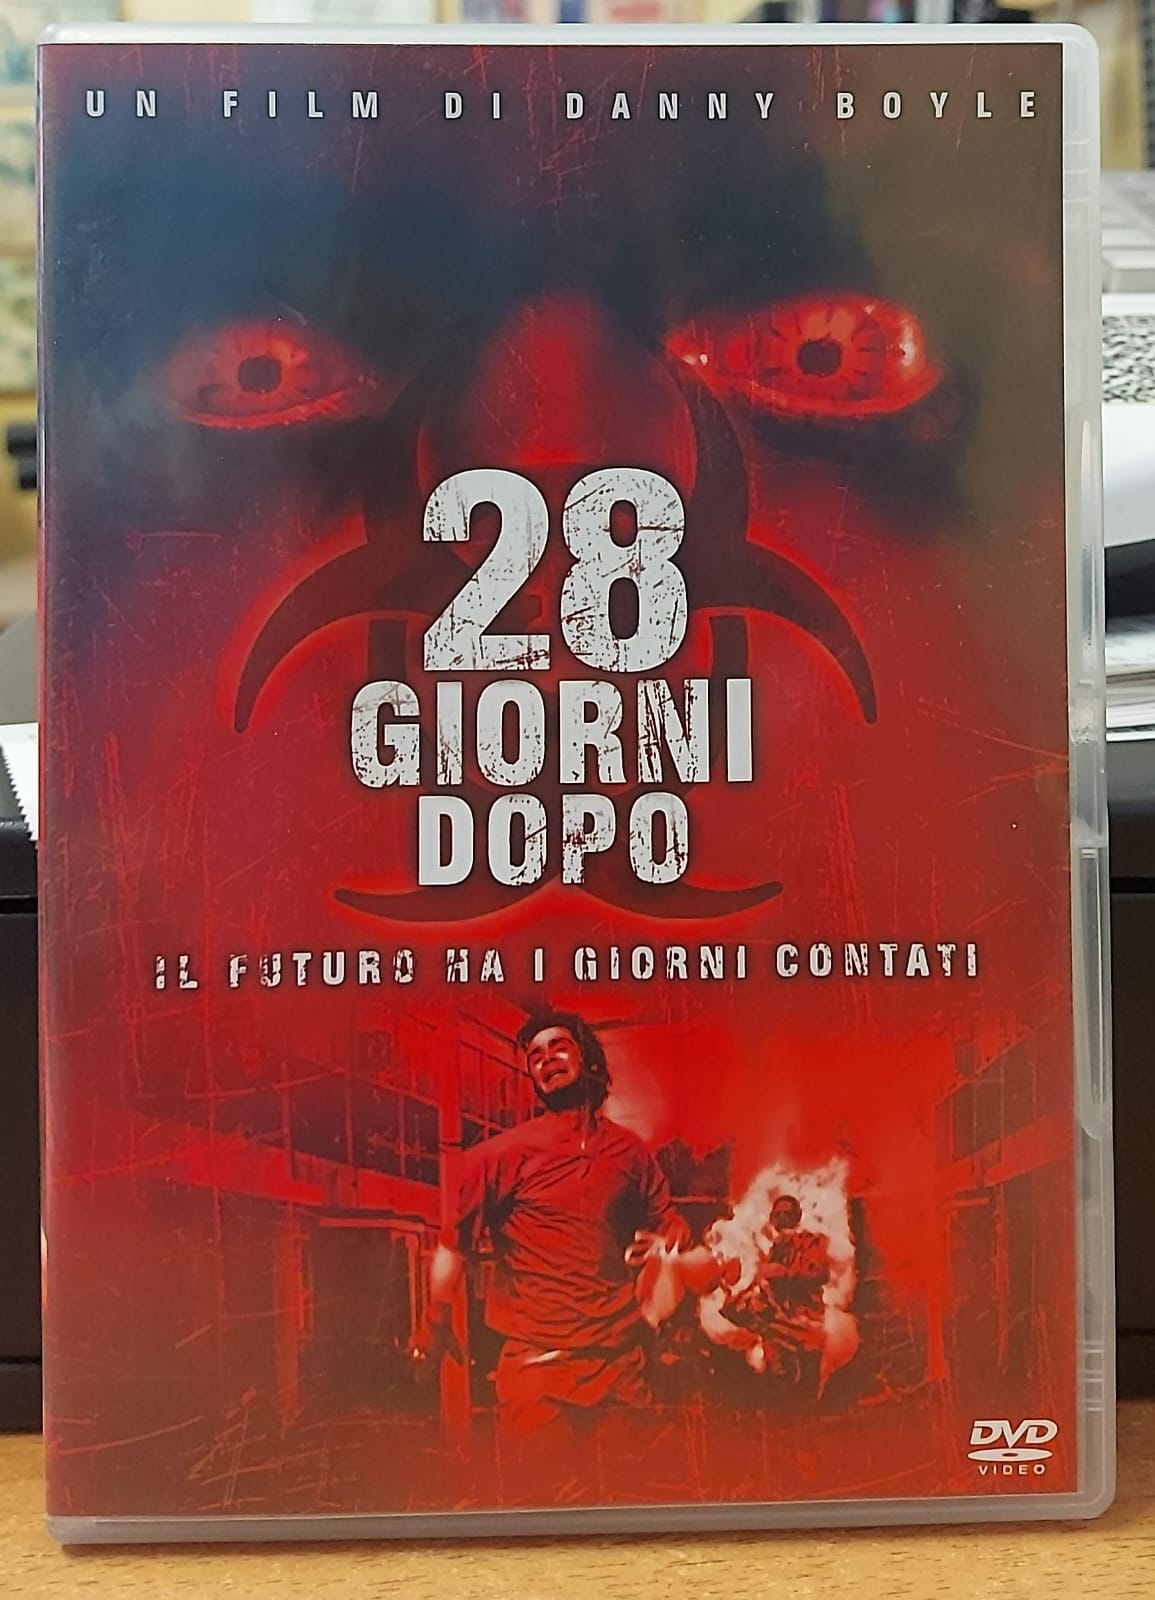 UN FILM DI DANNY BOYLE
28
GIORNI
DOPO
IL FUTURO HA I GIORNI CONTATI
DVD
VIDEO